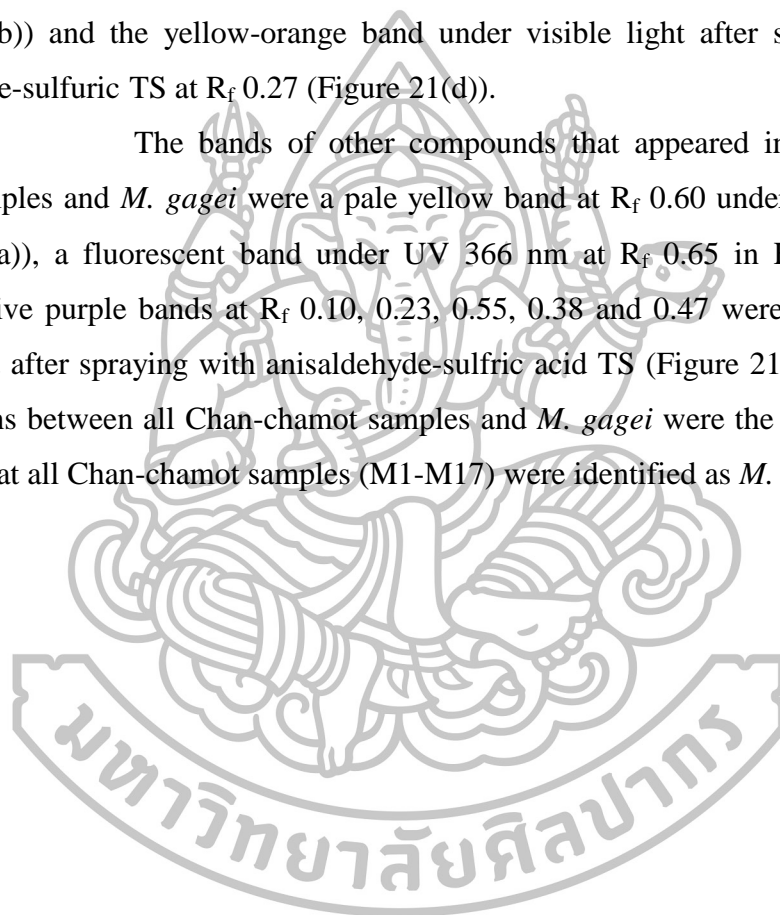 b)) and the yellow-orange band under visible light after s
e-sulfuric TS at Rf 0.27 (Figure 21(d)).
The bands of other compounds that appeared in
ples and M. gagei were a pale yellow band at Rf 0.60 under
a)), a fluorescent band under UV 366 nm at Rf 0.65 in
ive purple bands at Rf 0.10, 0.23, 0.55, 0.38 and 0.47 were
after spraying with anisaldehyde-sulfric acid TS (Figure 21
ns between all Chan-chamot samples and M. gagei were the
at all Chan-chamot samples (M1-M17) were identified as M.
มหาวิทยาลัยศิลปากร